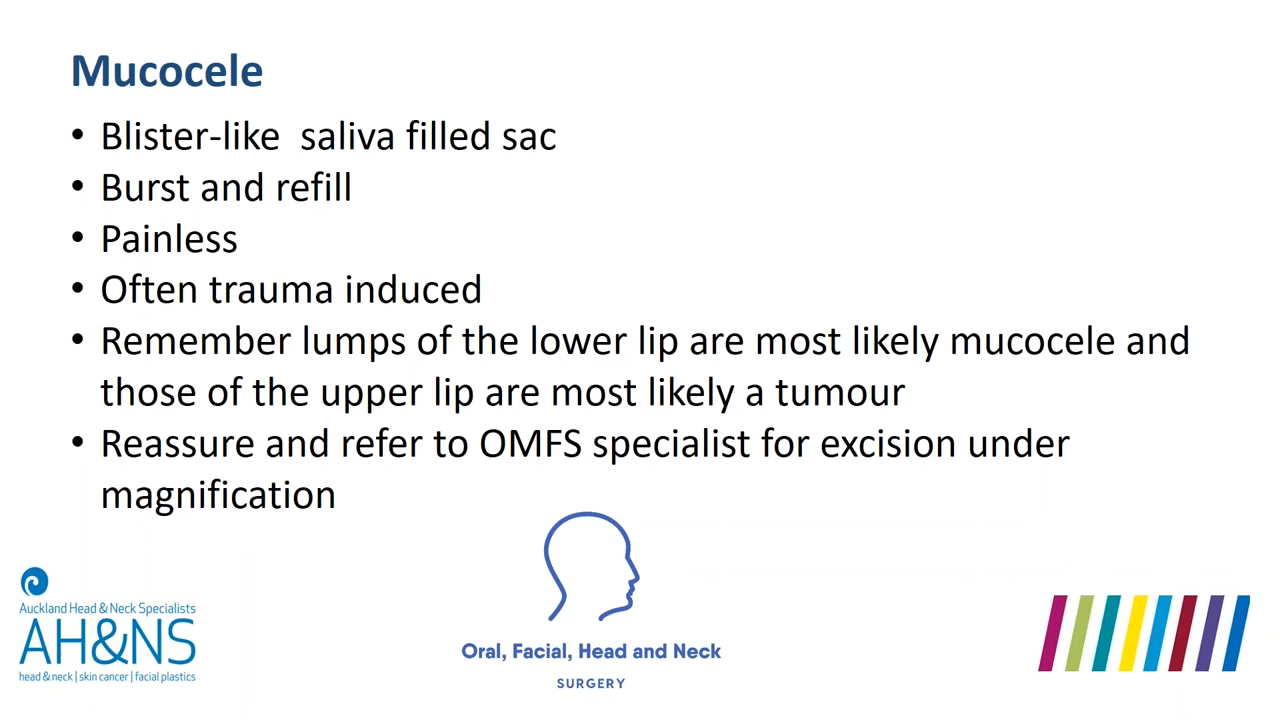 Mucocele
• Blister-like  saliva filled sac
• Burst and refill
• Painless
• Often trauma induced
• Remember lumps of the lower lip are most likely mucocele and
those of the upper lip are most likely a tumour
• Reassure and refer to OMFS specialist for excision under
magnification
Auckland Head & Neck Specialists
AH&NS
head & neck | skin cancer | facial plastics
Oral, Facial, Head and Neck
SURGERY